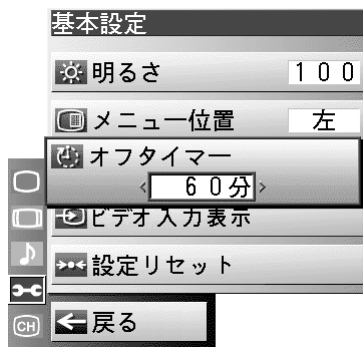 基本設定
明るさ 100
メニュー位置 左
オフタイマー
60分
ビデオ入力表示
設定リセット
戻る
CH